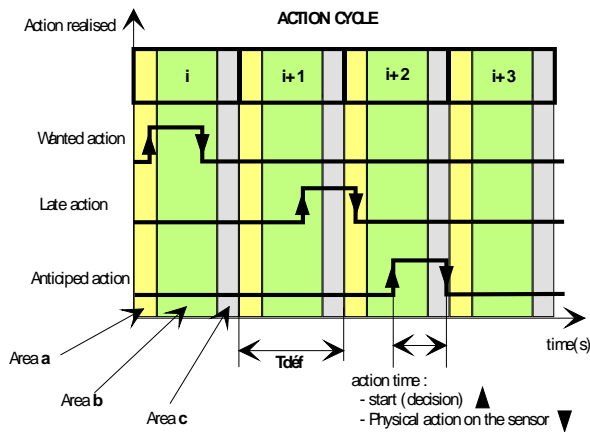 ACTION CYCLE
Action realised
i
i+1
i+2
i+3
Wanted action
Late action
Anticiped action
time(s)
Area a
Tdéf
Area b
Area c
action time :
- start (decision)
- Physical action on the sensor